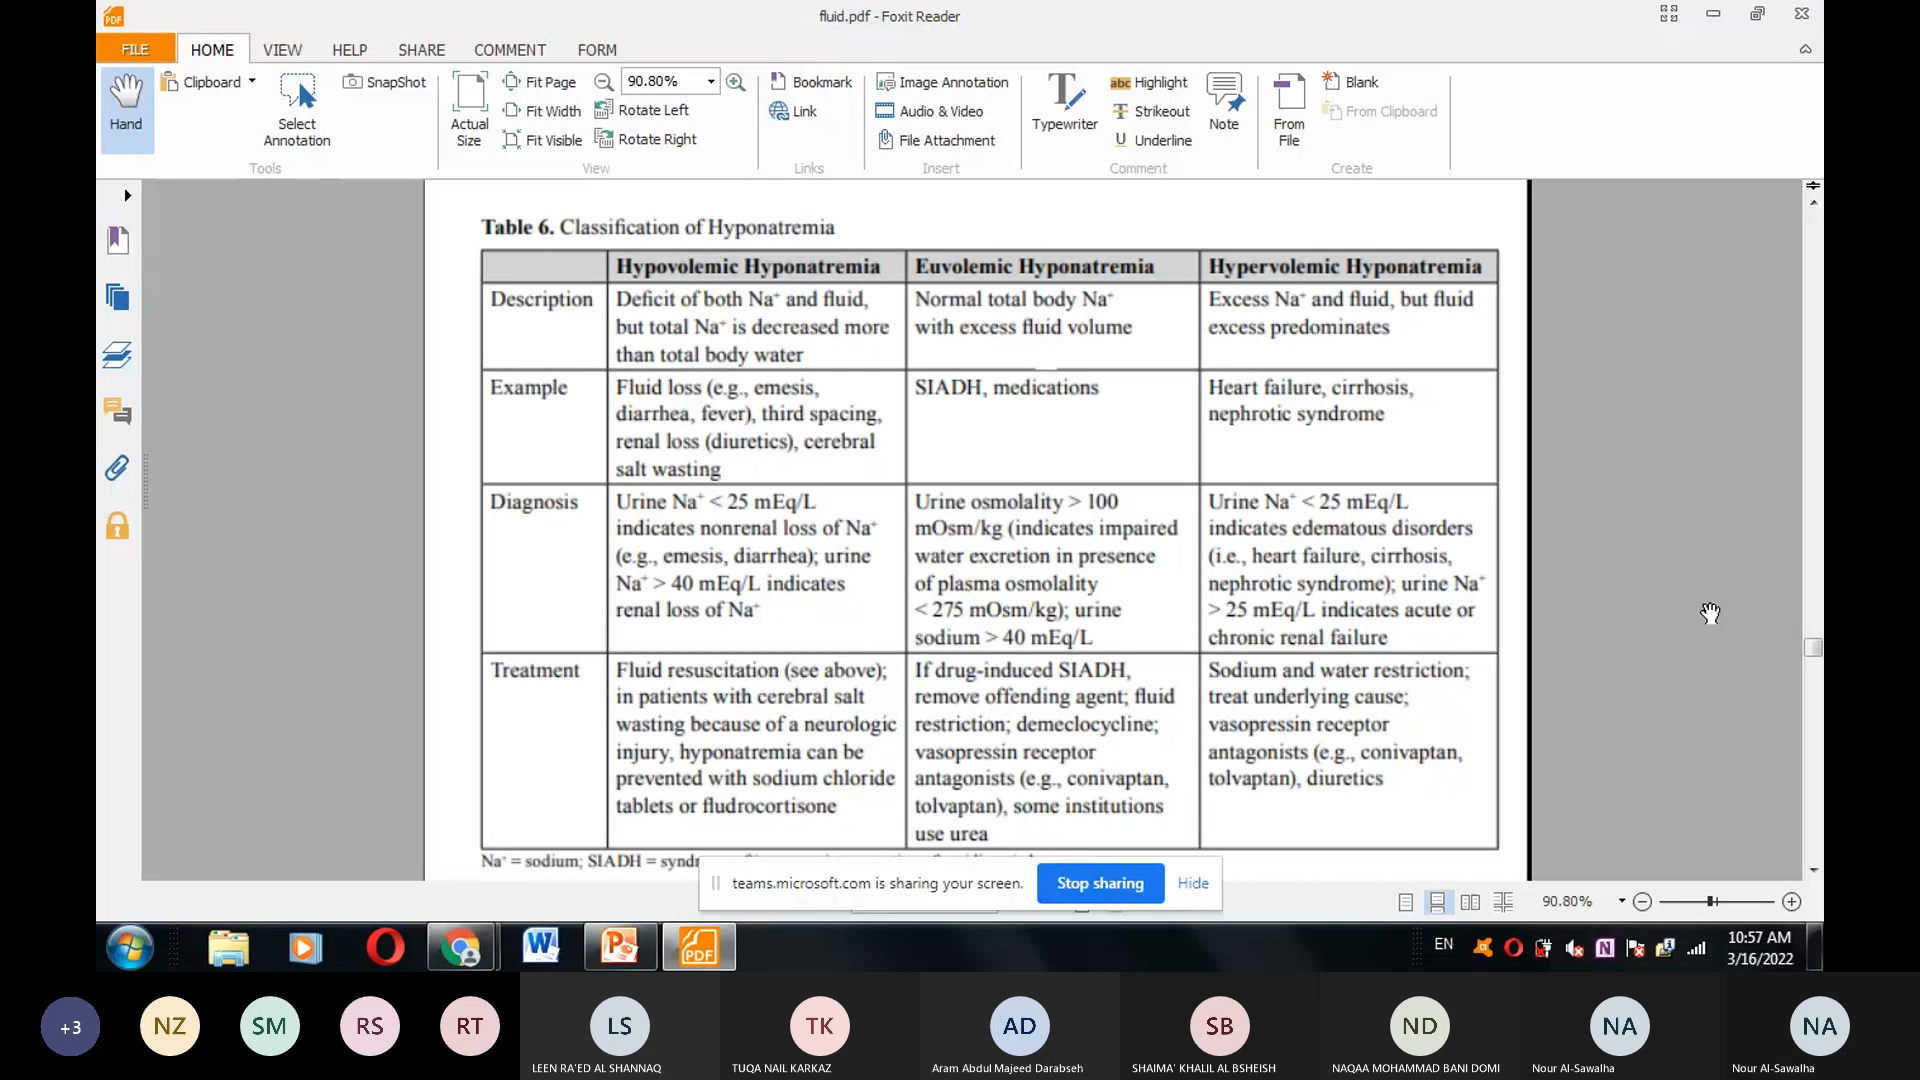 fluid.pdf - Foxit Reader
FILE
HOME
VIEW
HELP
SHARE
COMMENT
FORM
Hand
Clipboard
Select
Annotation
SnapShot
Tools
Actual
Size
Fit Page
Fit Width
Fit Visible
90.80%
Rotate Left
Rotate Right
View
Bookmark
Link
Links
Image Annotation
Audio & Video
File Attachment
Insert
Typewriter
abc Highlight
Strikeout
U Underline
Note
Comment
From
File
Blank
From Clipboard
Create
Table 6. Classification of Hyponatremia
Hypovolemic Hyponatremia
Euvolemic Hyponatremia
Hypervolemic Hyponatremia
Description
Deficit of both Na⁺ and fluid,
but total Na⁺ is decreased more
than total body water
Normal total body Na⁺
with excess fluid volume
Excess Na⁺ and fluid, but fluid
excess predominates
Example
Fluid loss (e.g., emesis,
diarrhea, fever), third spacing,
renal loss (diuretics), cerebral
salt wasting
SIADH, medications
Heart failure, cirrhosis,
nephrotic syndrome
Diagnosis
Urine Na⁺ < 25 mEq/L
indicates nonrenal loss of Na⁺
(e.g., emesis, diarrhea); urine
Na⁺ > 40 mEq/L indicates
renal loss of Na⁺
Urine osmolality > 100
mOsm/kg (indicates impaired
water excretion in presence
of plasma osmolality
< 275 mOsm/kg); urine
sodium > 40 mEq/L
Urine Na⁺ < 25 mEq/L
indicates edematous disorders
(i.e., heart failure, cirrhosis,
nephrotic syndrome); urine Na⁺
> 25 mEq/L indicates acute or
chronic renal failure
Treatment
Fluid resuscitation (see above);
in patients with cerebral salt
wasting because of a neurologic
injury, hyponatremia can be
prevented with sodium chloride
tablets or fludrocortisone
If drug-induced SIADH,
remove offending agent; fluid
restriction; demeclocycline;
vasopressin receptor
antagonists (e.g., conivaptan,
tolvaptan), some institutions
use urea
Sodium and water restriction;
treat underlying cause;
vasopressin receptor
antagonists (e.g., conivaptan,
tolvaptan), diuretics
Na⁺ = sodium; SIADH =
teams.microsoft.com is sharing your screen.
Stop sharing
Hide
90.80%
PDF
EN
10:57 AM
3/16/2022
+3
NZ
SM
RS
RT
LS
TK
AD
SB
ND
NA
NA
LEEN RA'ED AL SHANNAQ
TUQA NAIL KARKAZ
Aram Abdul Majeed Darabseh
SHAIMA' KHALIL AL BSHEISH
NAQAA MOHAMMAD BANI DOMI
Nour Al-Sawalha
Nour Al-Sawalha